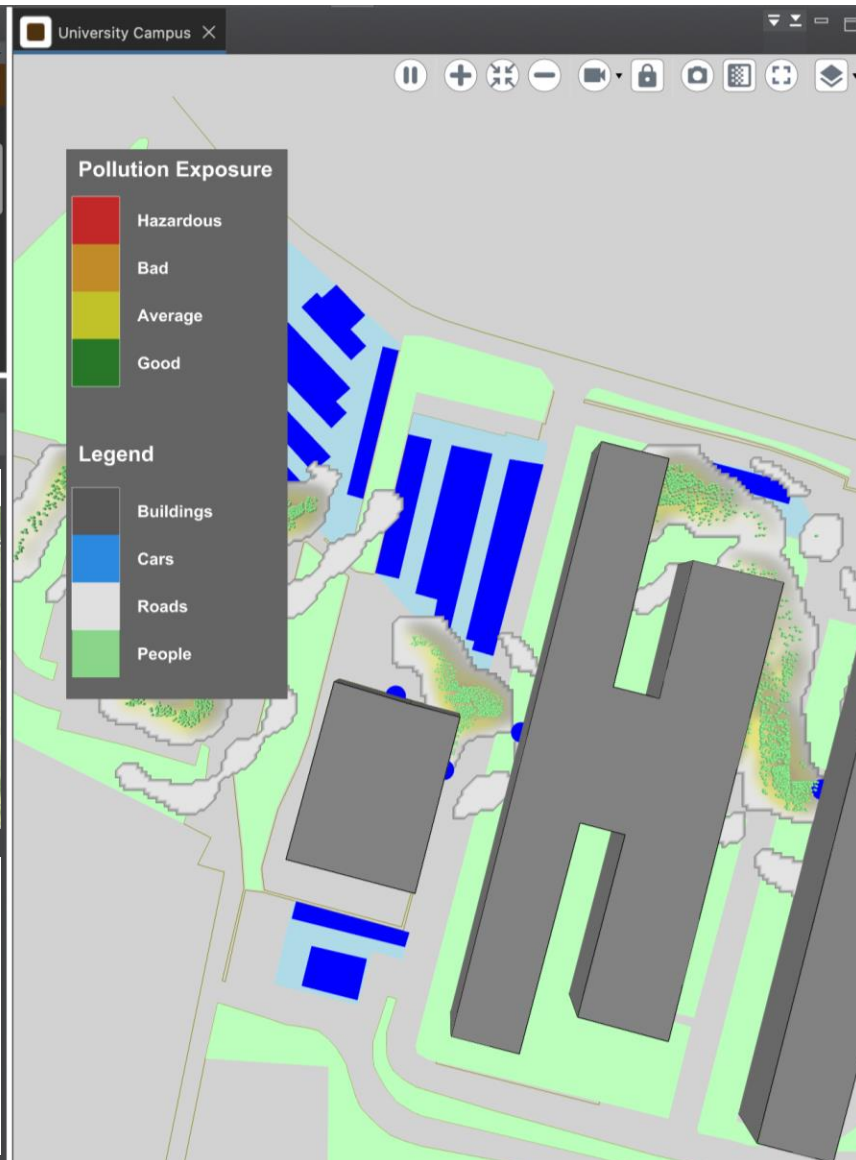 University Campus
Pollution Exposure
Hazardous
Bad
Average
Good
Legend
Buildings
Cars
Roads
People